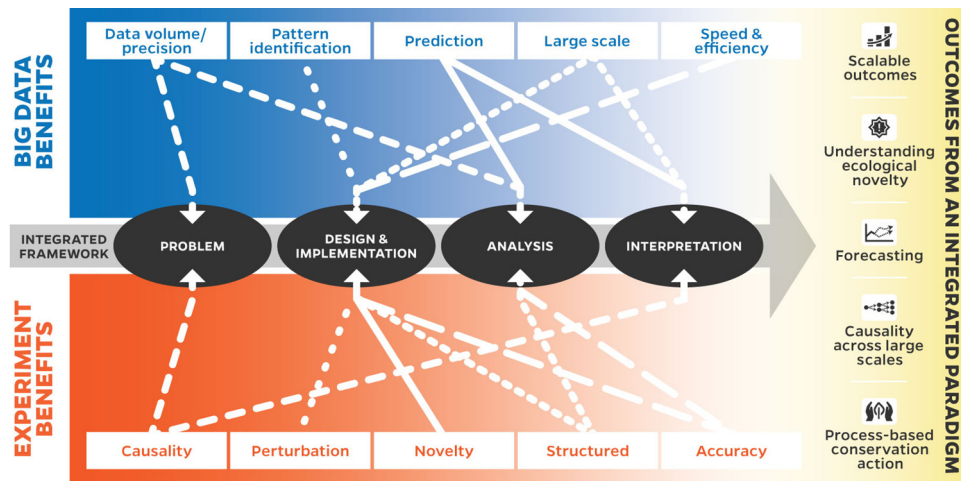 BIG DATA
BENEFITS
Data volume/
precision
Pattern
identification
Prediction
Large scale
Speed &
efficiency
INTEGRATED
FRAMEWORK
PROBLEM
DESIGN &
IMPLEMENTATION
ANALYSIS
INTERPRETATION
EXPERIMENT
BENEFITS
Causality
Perturbation
Novelty
Structured
Accuracy
Scalable
outcomes
Understanding
ecological
novelty
Forecasting
Causality
across large
scales
Process-based
conservation
action
OUTCOMES FROM AN INTEGRATED PARADIGM